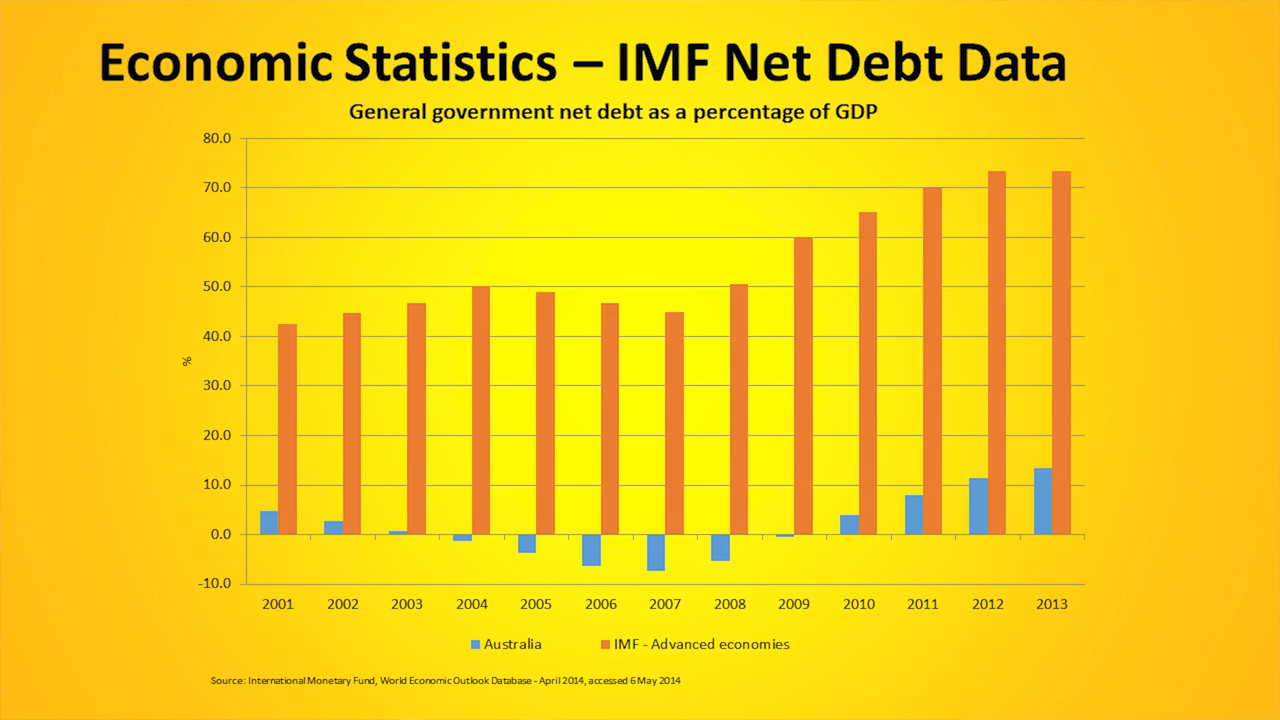 Economic Statistics – IMF Net Debt Data
General government net debt as a percentage of GDP
80.0
70.0
60.0
50.0
40.0
%
30.0
20.0
10.0
0.0
-10.0
2001 2002 2003 2004 2005 2006 2007 2008 2009 2010 2011 2012 2013
Australia IMF - Advanced economies
Source: International Monetary Fund, World Economic Outlook Database - April 2014, accessed 6 May 2014